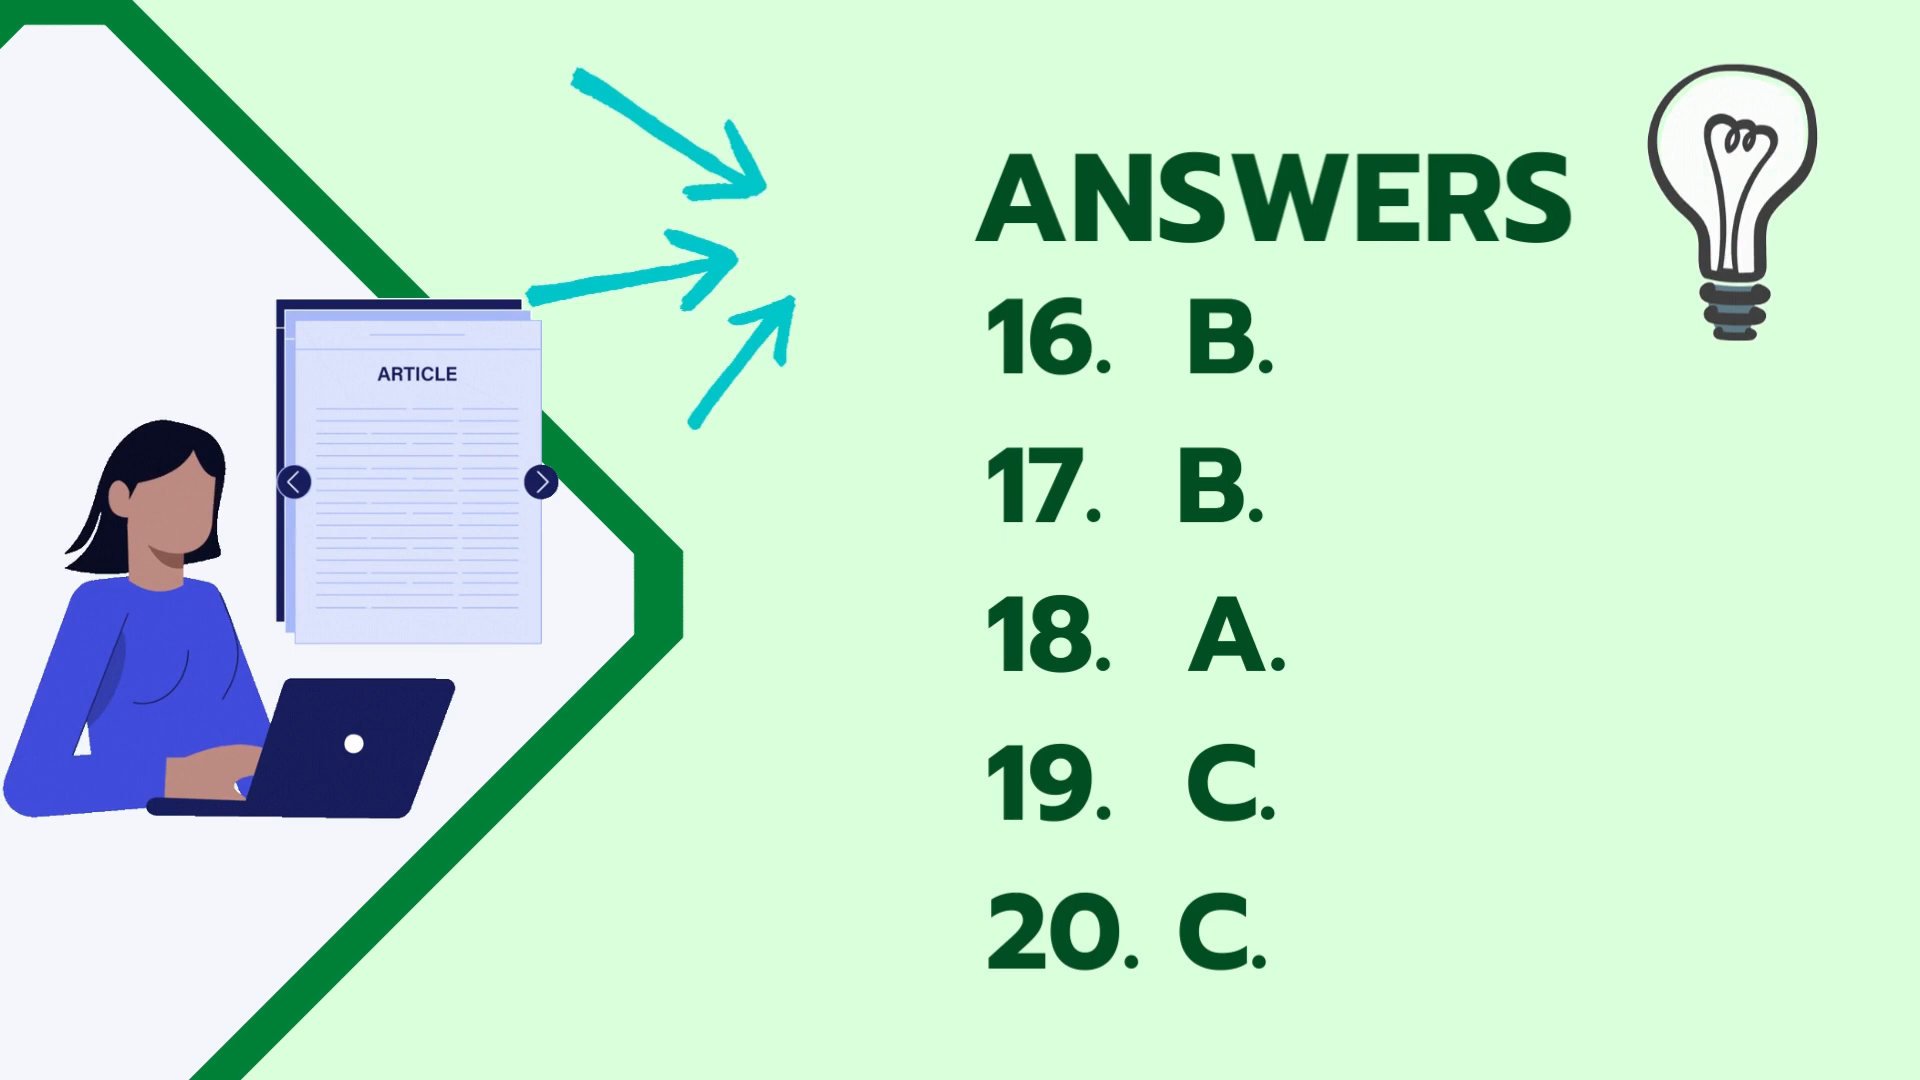 ARTICLE
ANSWERS
16. B.
17. B.
18. A.
19. C.
20. C.